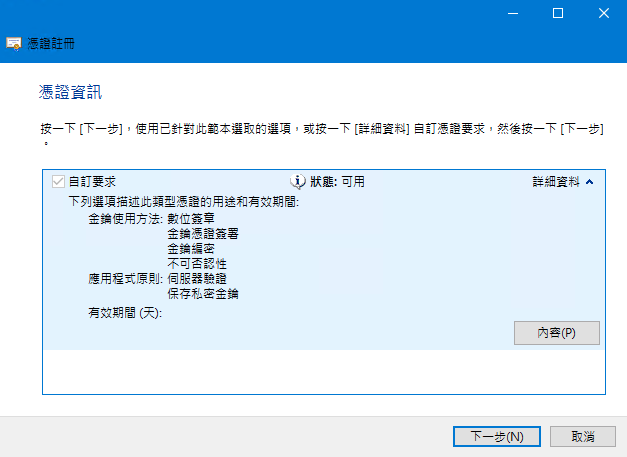 憑證註冊
憑證資訊
按一下 [下一步]，使用已針對此範本選取的選項，或按一下 [詳細資料] 自訂憑證要求，然後按一下 [下一步]
。
自訂要求 狀態: 可用 詳細資料
下列選項描述此類型憑證的用途和有效期間:
金鑰使用方法: 數位簽章
金鑰憑證簽署
金鑰編密
不可否認性
應用程式原則: 伺服器驗證
保存私密金鑰
有效期間 (天):
內容(P)
下一步(N) 取消